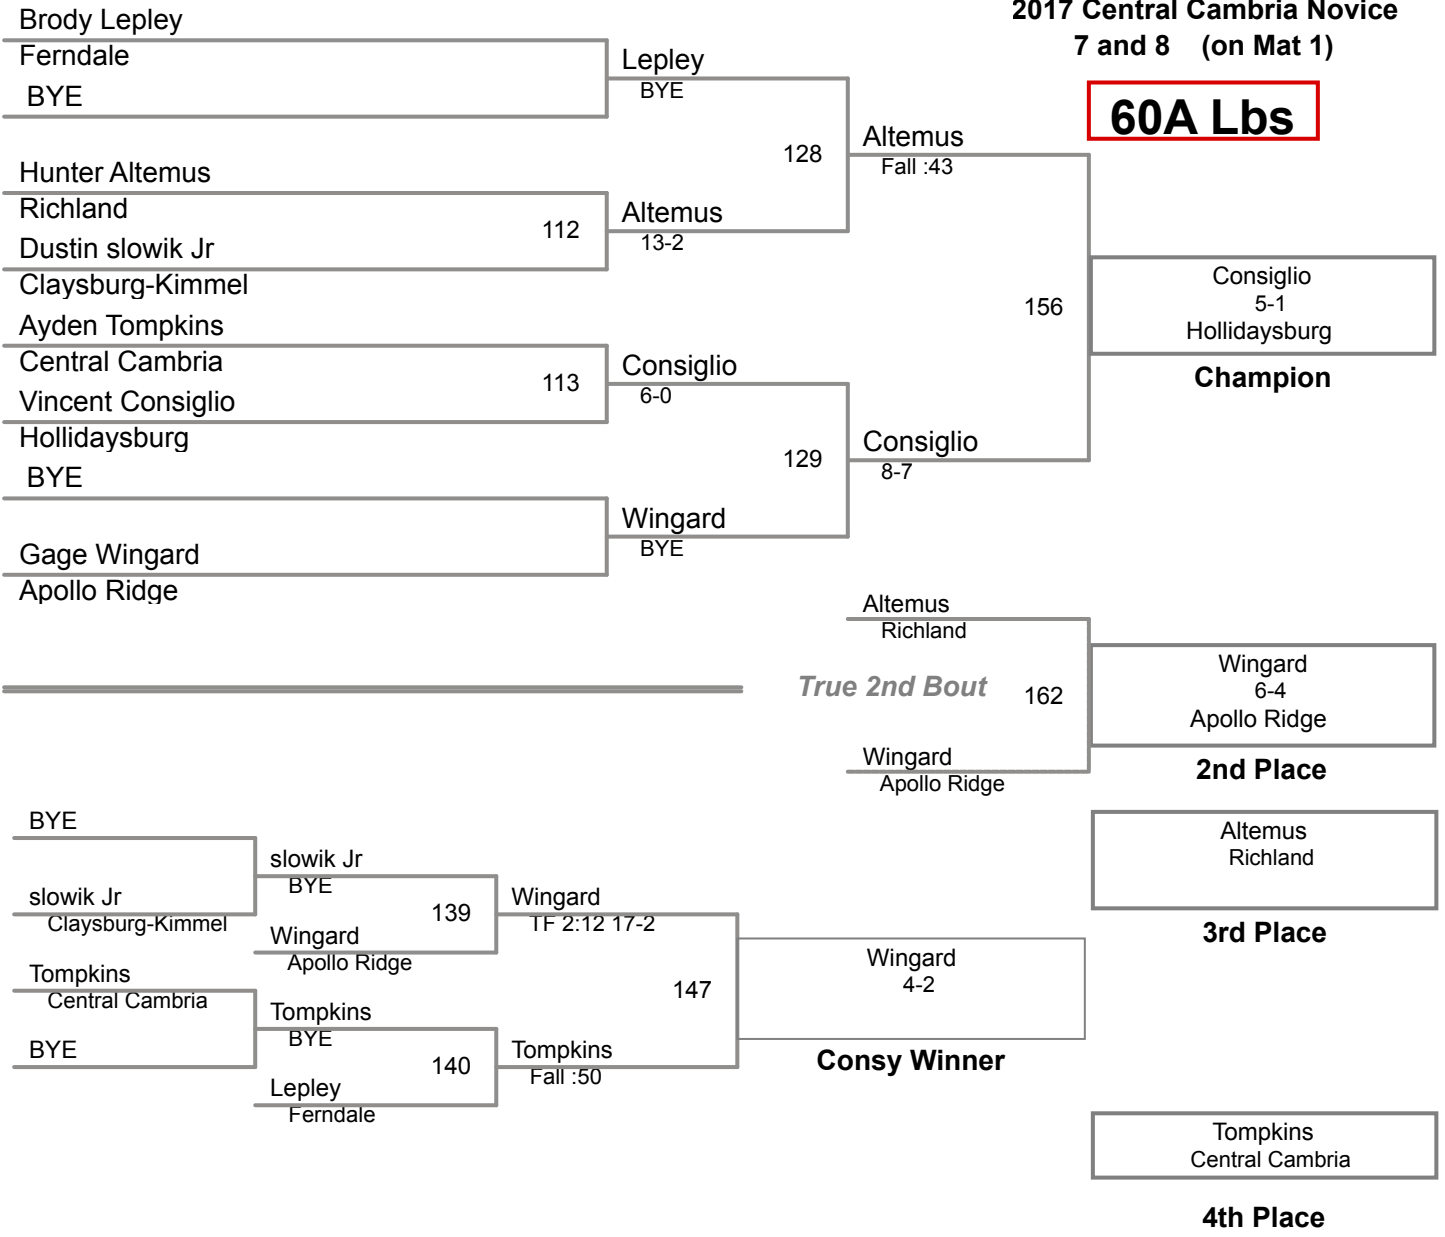 2017 Central Cambria Novice
7 and 8 (on Mat 1)
60A Lbs
Brody Lepley
Ferndale
BYE
Hunter Altemus
Richland
Dustin slowik Jr
Claysburg-Kimmel
Ayden Tompkins
Central Cambria
Vincent Consiglio
Hollidaysburg
BYE
Gage Wingard
Apollo Ridge
112
113
Lepley
BYE
Altemus
13-2
Consiglio
6-0
Wingard
BYE
128
129
Altemus
Fall :43
Consiglio
8-7
156
Consiglio
5-1
Hollidaysburg
Champion
Altemus
Richland
True 2nd Bout
162
Wingard
Apollo Ridge
Wingard
6-4
Apollo Ridge
2nd Place
BYE
slowik Jr
Claysburg-Kimmel
Tompkins
Central Cambria
BYE
slowik Jr
BYE
139
Wingard
Apollo Ridge
Tompkins
BYE
140
Lepley
Ferndale
Wingard
TF 2:12 17-2
147
Tompkins
Fall :50
Wingard
4-2
Consy Winner
Altemus
Richland
3rd Place
Tompkins
Central Cambria
4th Place